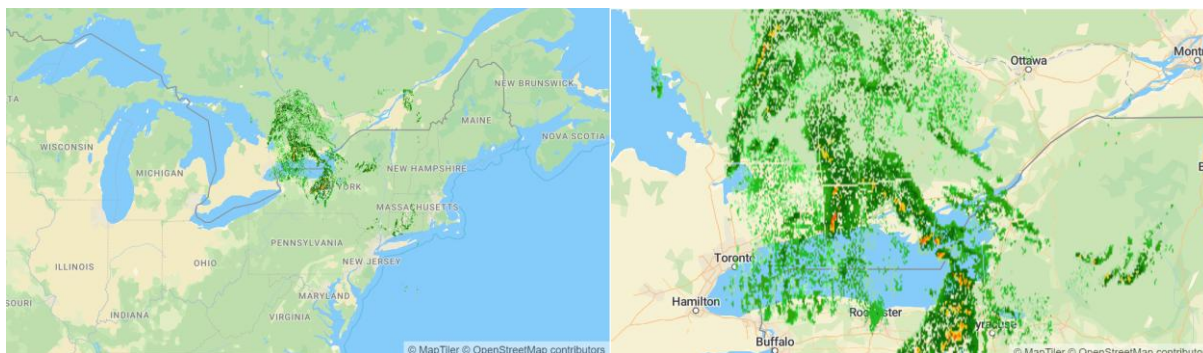 NEW BRUNSWICK
MAINE
NOVA SCOTIA
WISCONSIN
MICHIGAN
NEW HAMPSHIRE
YORK
MASSACHUSETTS
PENNSYLVANIA
ILLINOIS
OHIO
NEW JERSEY
MARYLAND
INDIANA
VIRGINIA
© MapTiler © OpenStreetMap contributors
Ottawa
Toronto
Hamilton
Buffalo
© MapTiler © OpenStreetMap contributors